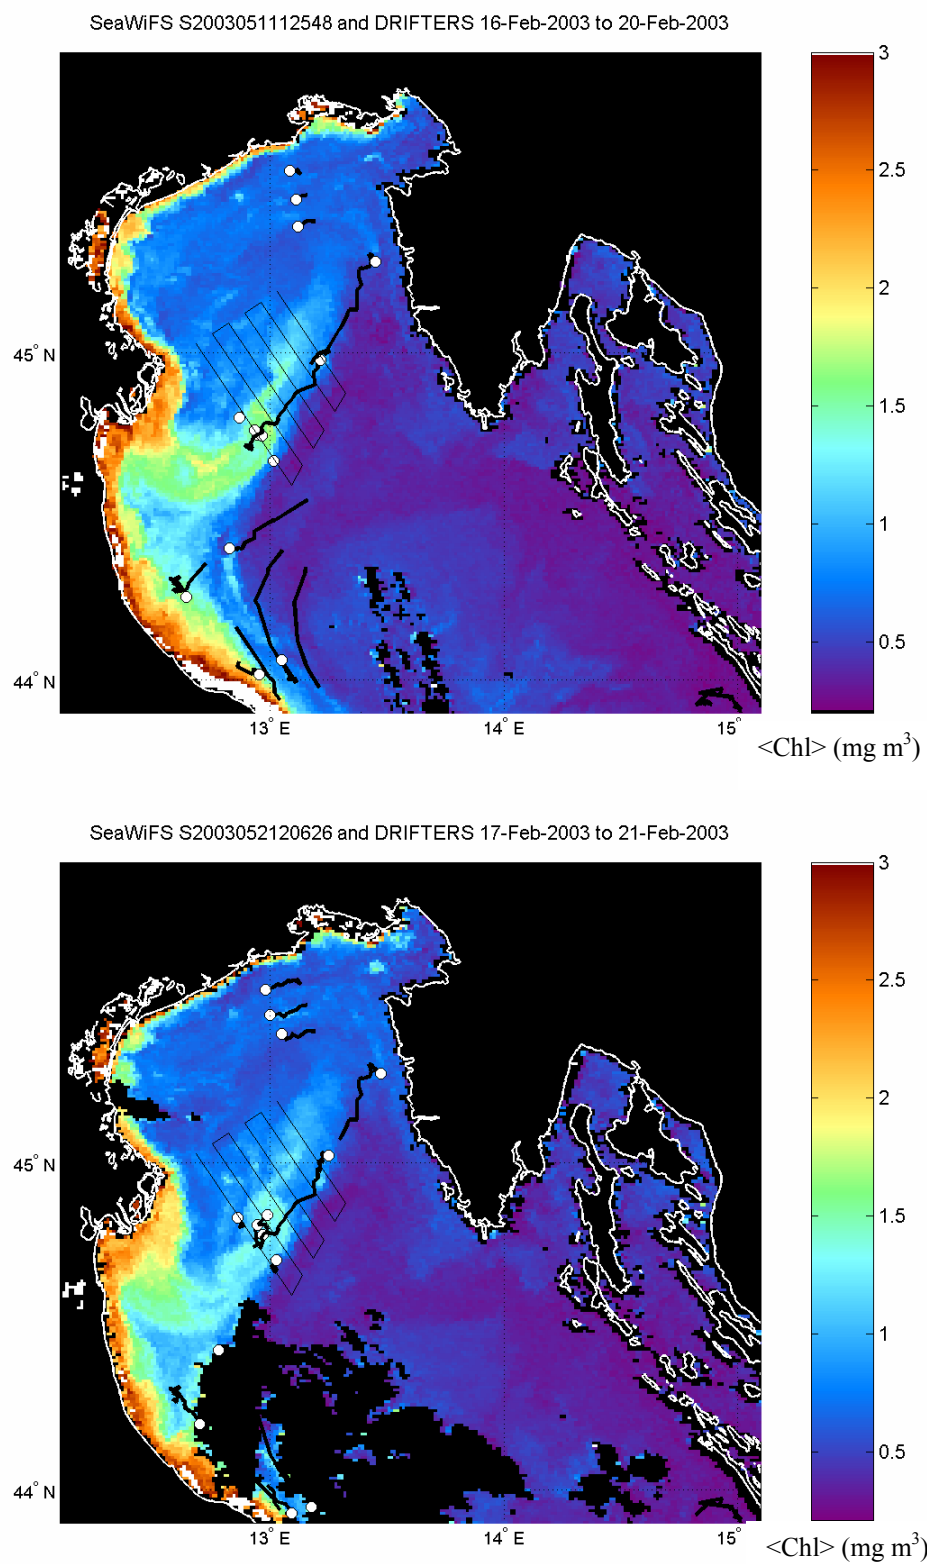 SeaWiFS S2003051112548 and DRIFTERS 16-Feb-2003 to 20-Feb-2003
3
2.5
2
1.5
1
0.5
45° N
44° N
13° E
14° E
15°
<Chl> (mg m³)
SeaWiFS S2003052120626 and DRIFTERS 17-Feb-2003 to 21-Feb-2003
3
2.5
2
1.5
1
0.5
45° N
44° N
13° E
14° E
15°
<Chl> (mg m³)